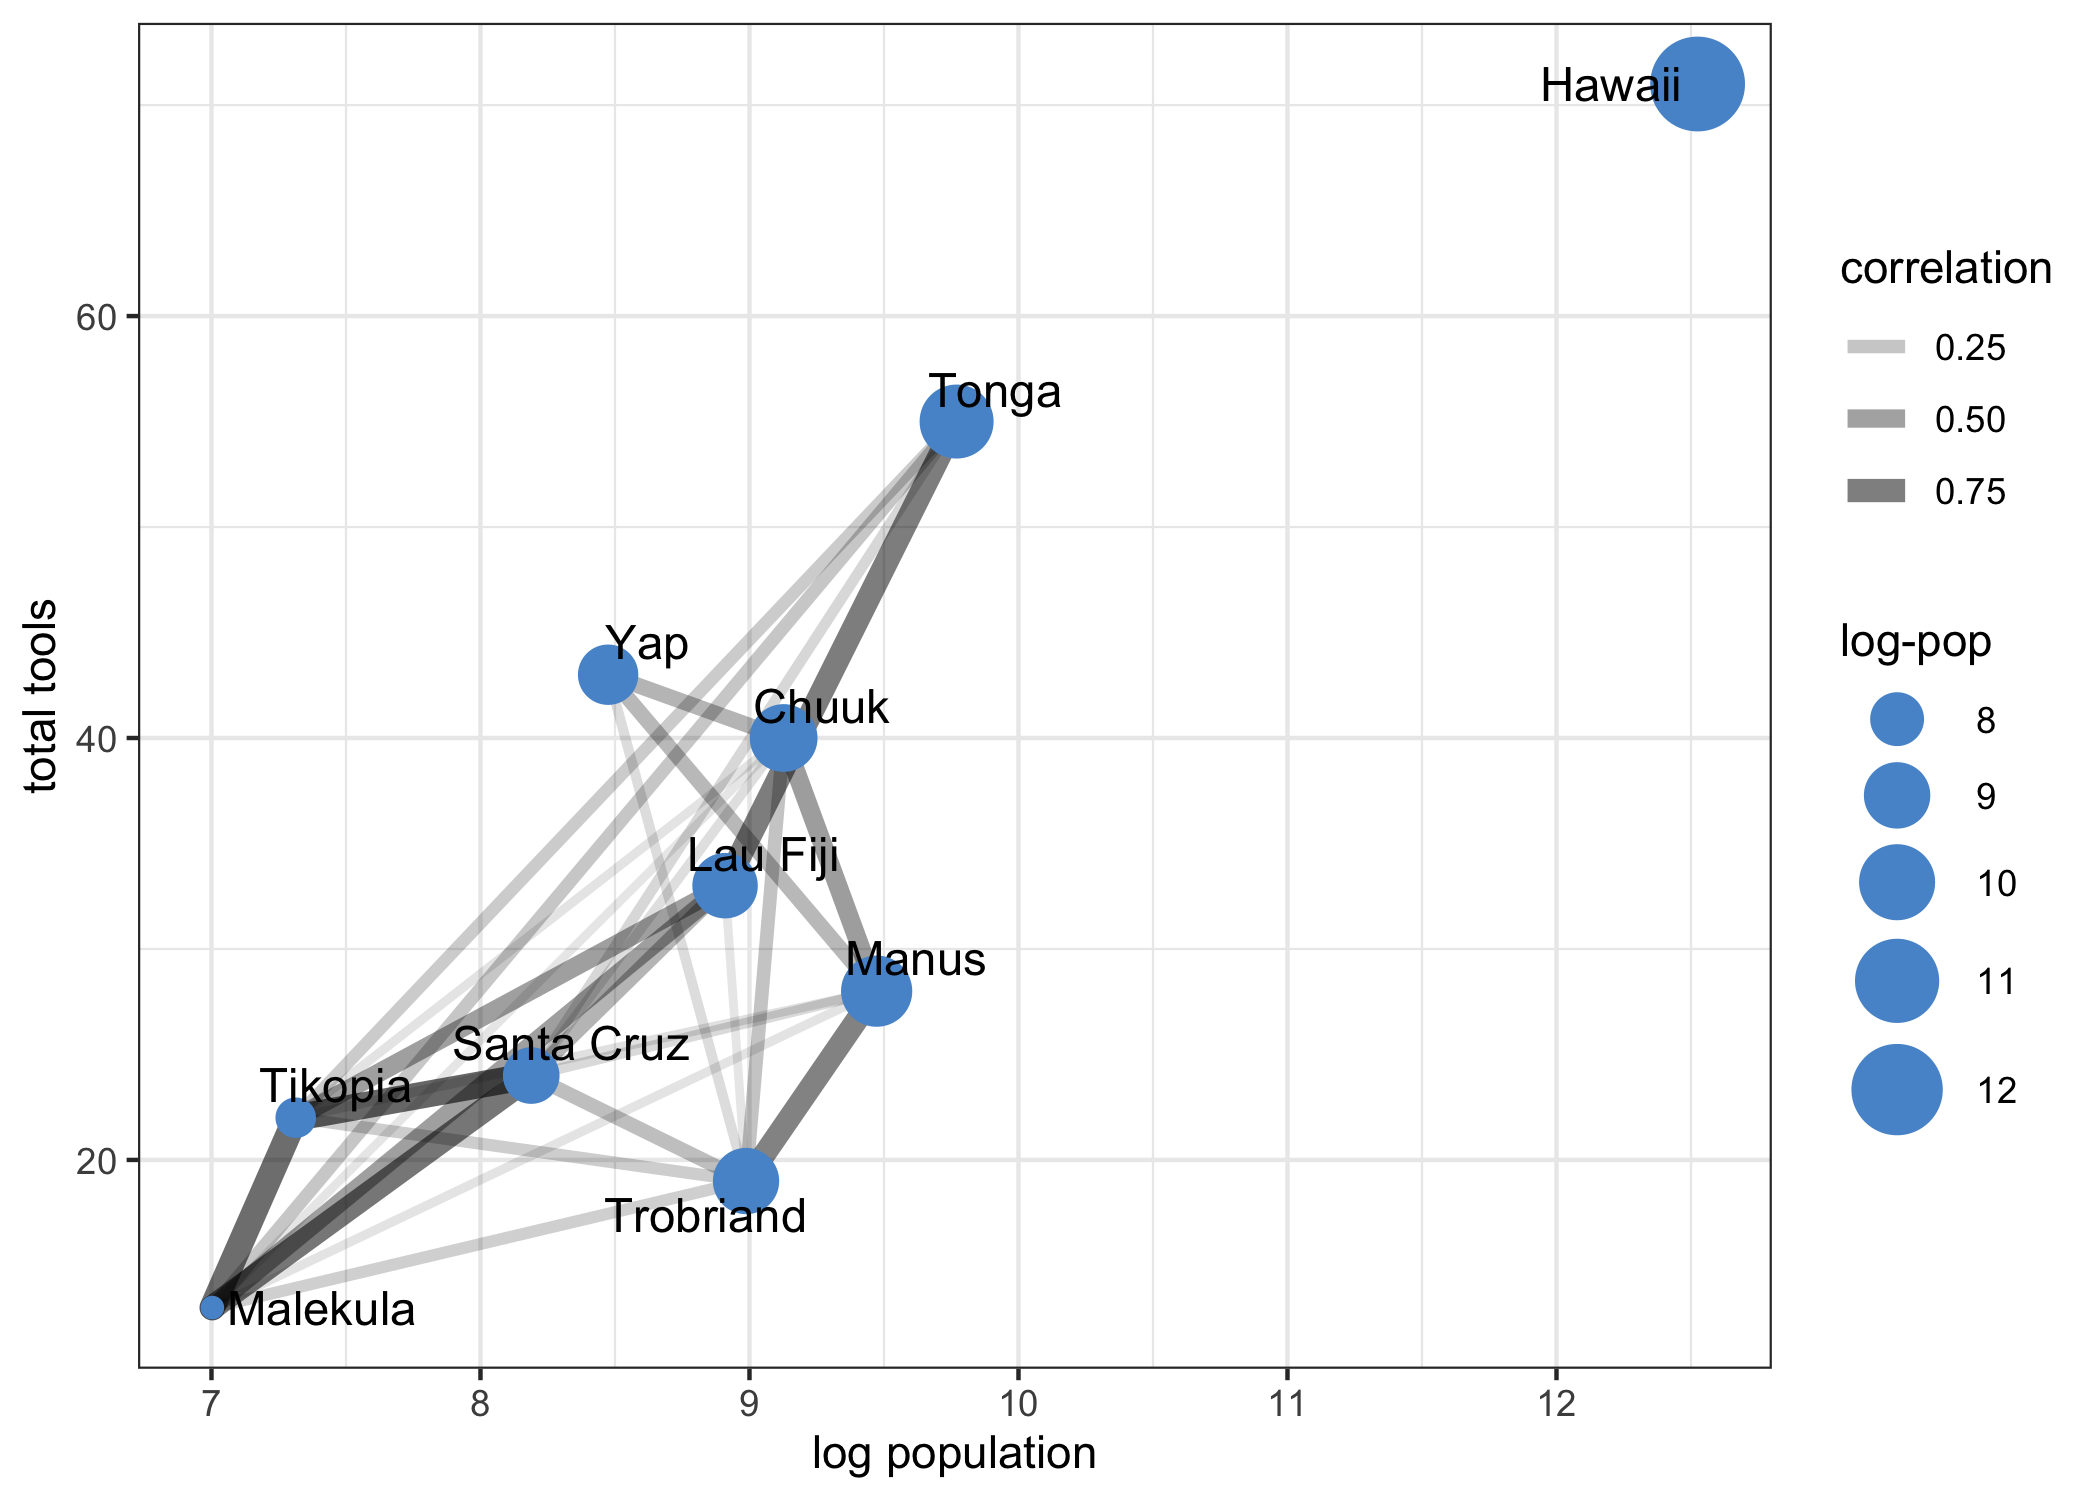 Hawaii
Tonga
Yap
Chuuk
Lau Fiji
Manus
Santa Cruz
Tikopia
Trobriand
Malekula
60
40
20
total tools
7
8
9
10
11
12
log population
correlation
0.25
0.50
0.75
log-pop
8
9
10
11
12